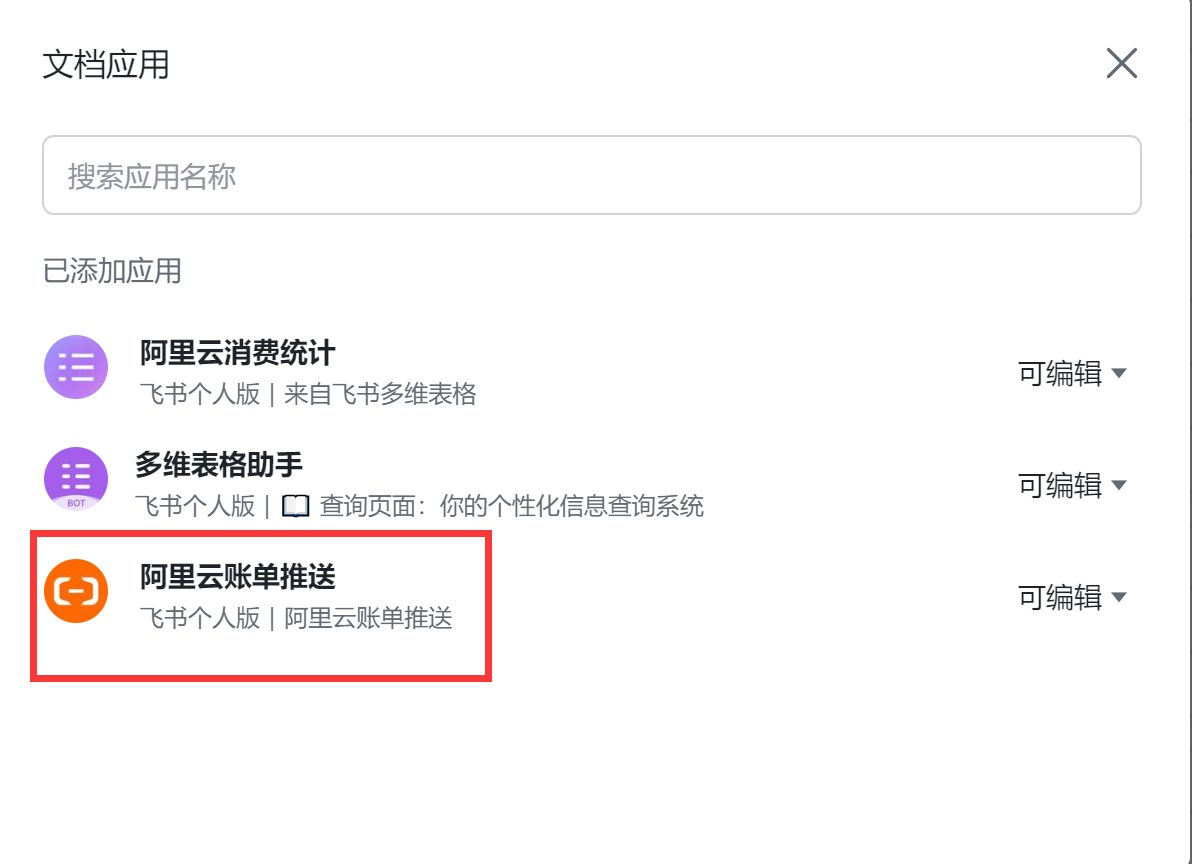 文档应用
搜索应用名称
已添加应用
阿里云消费统计
飞书个人版 | 来自飞书多维表格
可编辑
多维表格助手
飞书个人版 | 📖 查询页面：你的个性化信息查询系统
可编辑
BOT
阿里云账单推送
飞书个人版 | 阿里云账单推送
可编辑